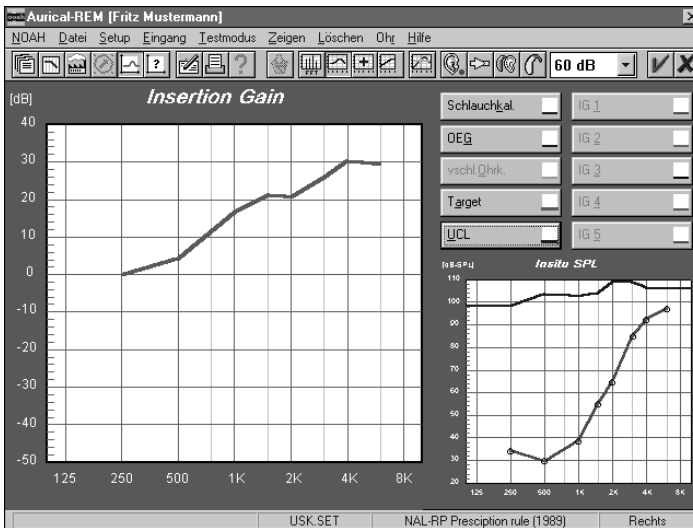 Aurical-REM [Fritz Mustermann]
NOAH Datei Setup Eingang Testmodus Zeigen Löschen Ohr Hilfe
60 dB
[dB] Insertion Gain
40
30
20
10
0
-10
-20
-30
-40
-50
125 250 500 1K 2K 4K 8K
Schlauchkal. IG 1
OEG IG 2
vschl.Ohrk. IG 3
Target IG 4
UCL IG 5
[dB-SPL] Insitu SPL
110
100
90
80
70
60
50
40
30
20
125 250 500 1K 2K 4K 8K
USK.SET NAL-RP Presciption rule (1989) Rechts